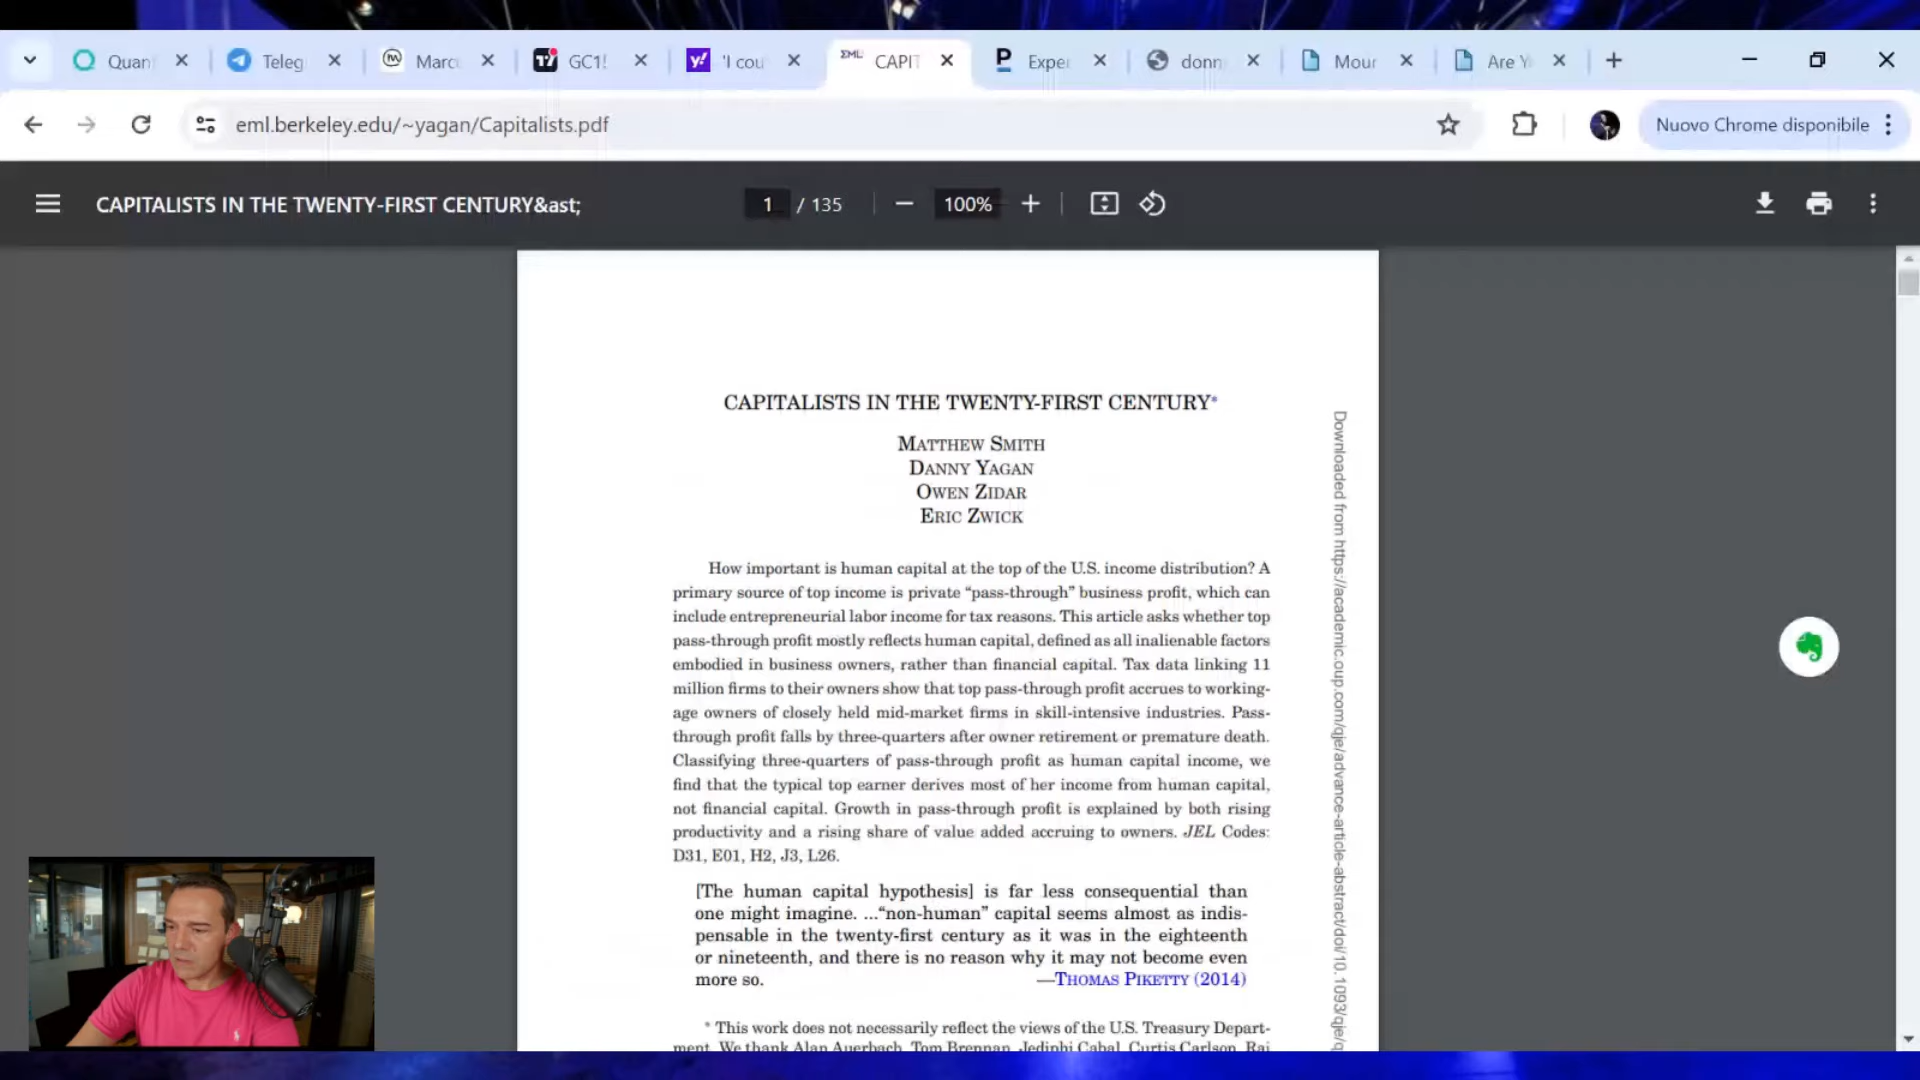 Quan
Teleg
Marc
GC1!
'I cou
CAPIT
Exper
donn
Mour
Are Y
eml.berkeley.edu/~yagan/Capitalists.pdf
Nuovo Chrome disponibile
CAPITALISTS IN THE TWENTY-FIRST CENTURY&ast;
1 / 135
100%
CAPITALISTS IN THE TWENTY-FIRST CENTURY*
MATTHEW SMITH
DANNY YAGAN
OWEN ZIDAR
ERIC ZWICK
How important is human capital at the top of the U.S. income distribution? A
primary source of top income is private “pass-through” business profit, which can
include entrepreneurial labor income for tax reasons. This article asks whether top
pass-through profit mostly reflects human capital, defined as all inalienable factors
embodied in business owners, rather than financial capital. Tax data linking 11
million firms to their owners show that top pass-through profit accrues to working-
age owners of closely held mid-market firms in skill-intensive industries. Pass-
through profit falls by three-quarters after owner retirement or premature death.
Classifying three-quarters of pass-through profit as human capital income, we
find that the typical top earner derives most of her income from human capital,
not financial capital. Growth in pass-through profit is explained by both rising
productivity and a rising share of value added accruing to owners. JEL Codes:
D31, E01, H2, J3, L26.
[The human capital hypothesis] is far less consequential than
one might imagine. ...“non-human” capital seems almost as indis-
pensable in the twenty-first century as it was in the eighteenth
or nineteenth, and there is no reason why it may not become even
more so. —THOMAS PIKETTY (2014)
* This work does not necessarily reflect the views of the U.S. Treasury Depart-
ment. We thank Alan Auerbach, Tom Brennan, Jediphi Cabal, Curtis Carlson, Raj
Downloaded from https://academic.oup.com/qje/advance-article-abstract/doi/10.1093/qje/q